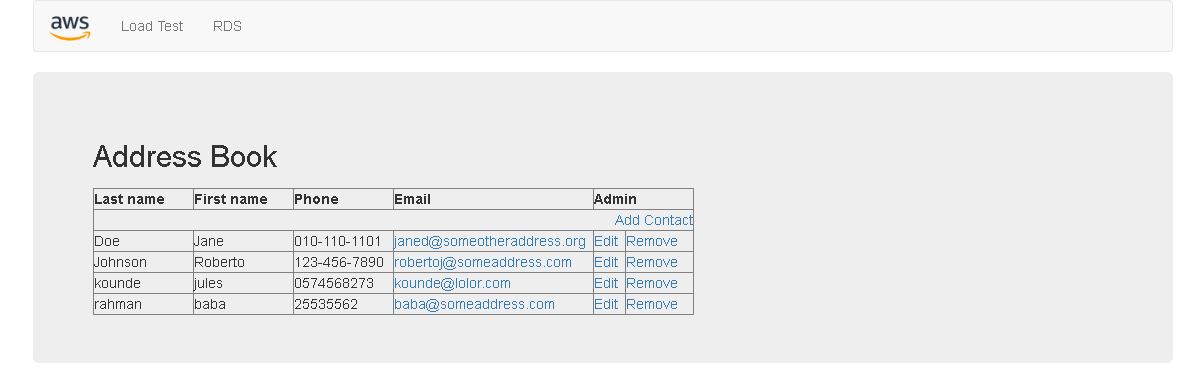 aws Load Test RDS
Address Book
Last name First name Phone Email Admin
Add Contact
Doe Jane 010-110-1101 janed@someotheraddress.org Edit Remove
Johnson Roberto 123-456-7890 robertoj@someaddress.com Edit Remove
kounde jules 0574568273 kounde@lolor.com Edit Remove
rahman baba 25535562 baba@someaddress.com Edit Remove